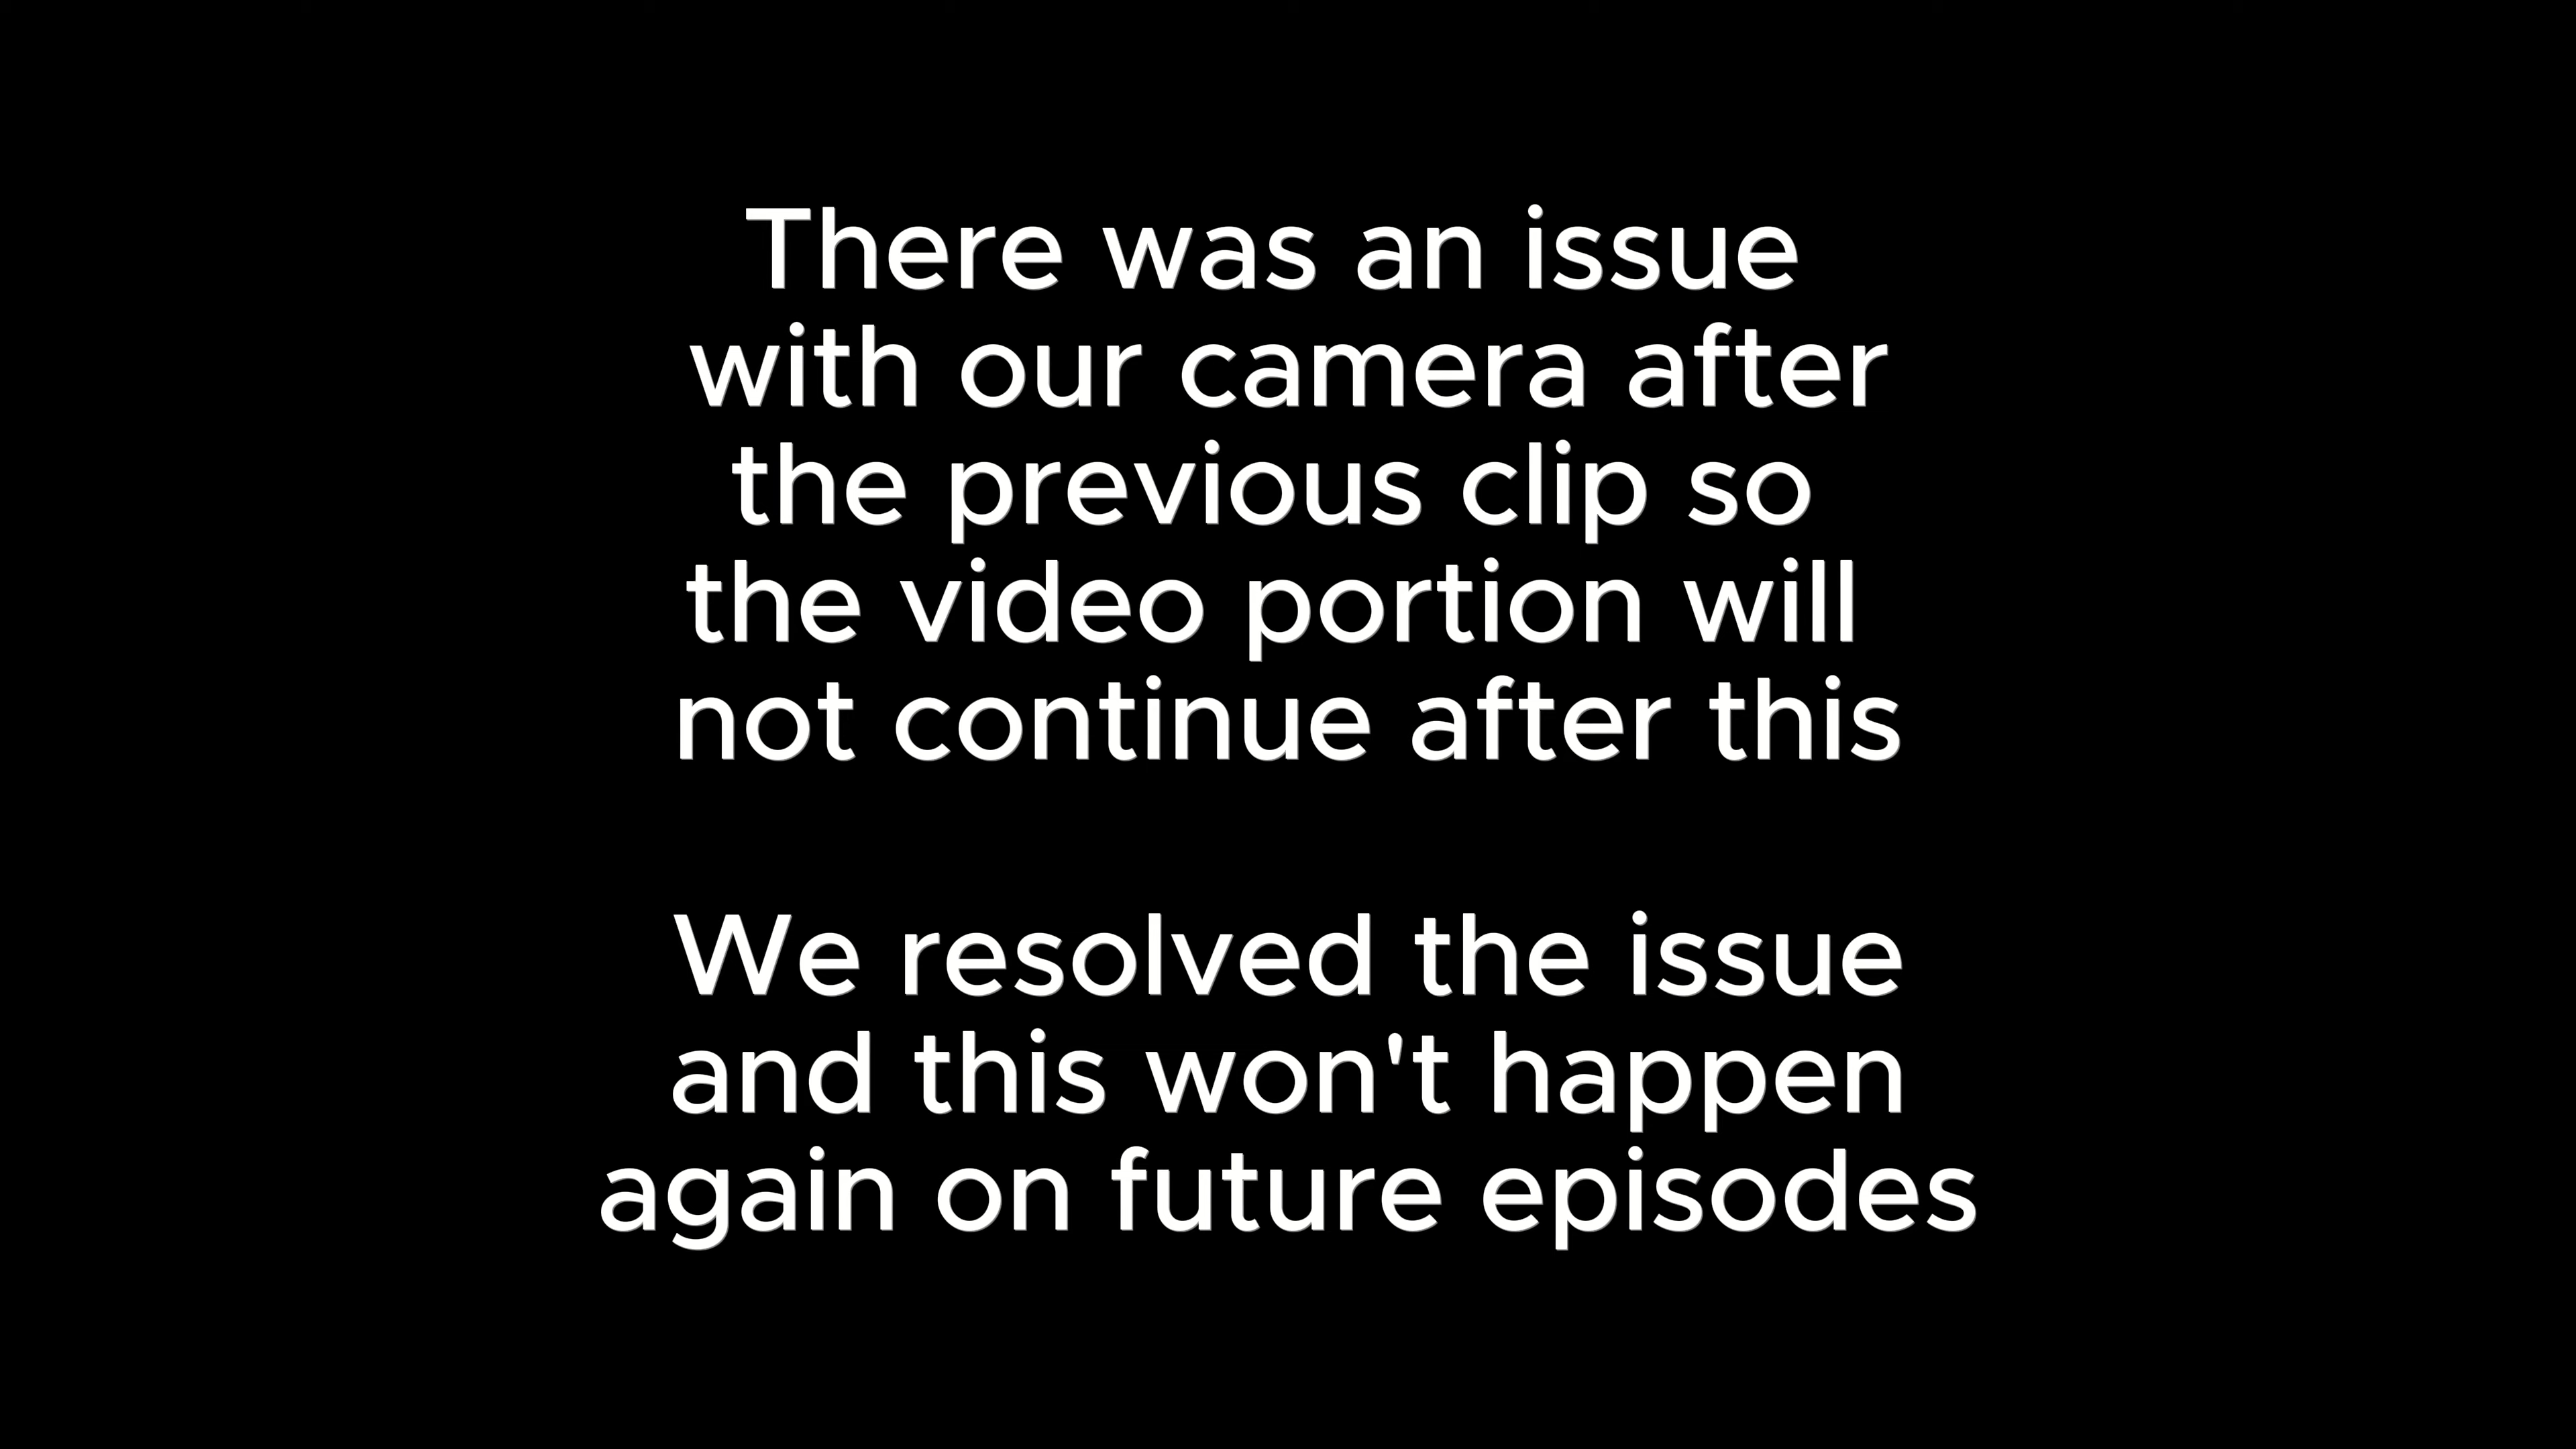 There was an issue
with our camera after
the previous clip so
the video portion will
not continue after this
We resolved the issue
and this won't happen
again on future episodes